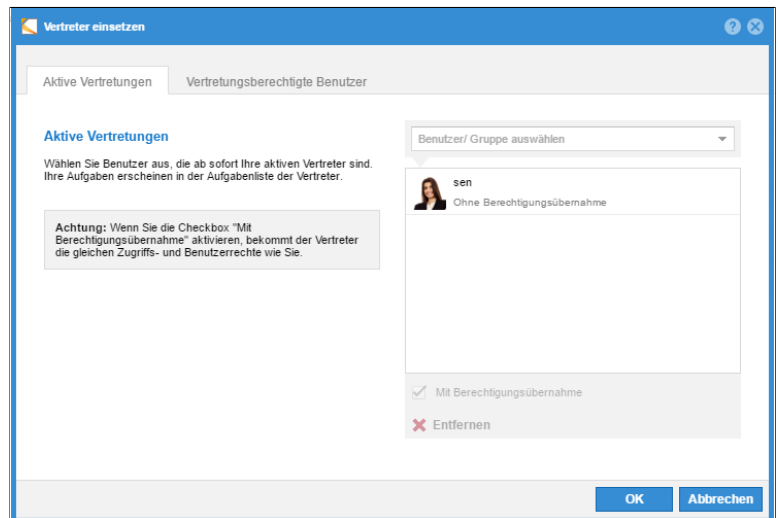 Vertreter einsetzen
Aktive Vertretungen
Vertretungsberechtigte Benutzer
Aktive Vertretungen
Wählen Sie Benutzer aus, die ab sofort Ihre aktiven Vertreter sind.
Ihre Aufgaben erscheinen in der Aufgabenliste der Vertreter.
Achtung: Wenn Sie die Checkbox "Mit
Berechtigungsübernahme" aktivieren, bekommt der Vertreter
die gleichen Zugriffs- und Benutzerrechte wie Sie.
Benutzer/ Gruppe auswählen
sen
Ohne Berechtigungsübernahme
Mit Berechtigungsübernahme
Entfernen
OK
Abbrechen